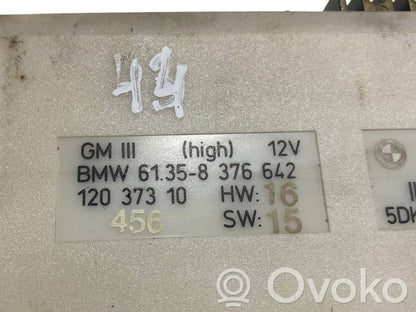 GM III (high) 12V
BMW 61.35-8 376 642
120 373 10 HW: 16
456 SW: 15
5DK
Ovoko